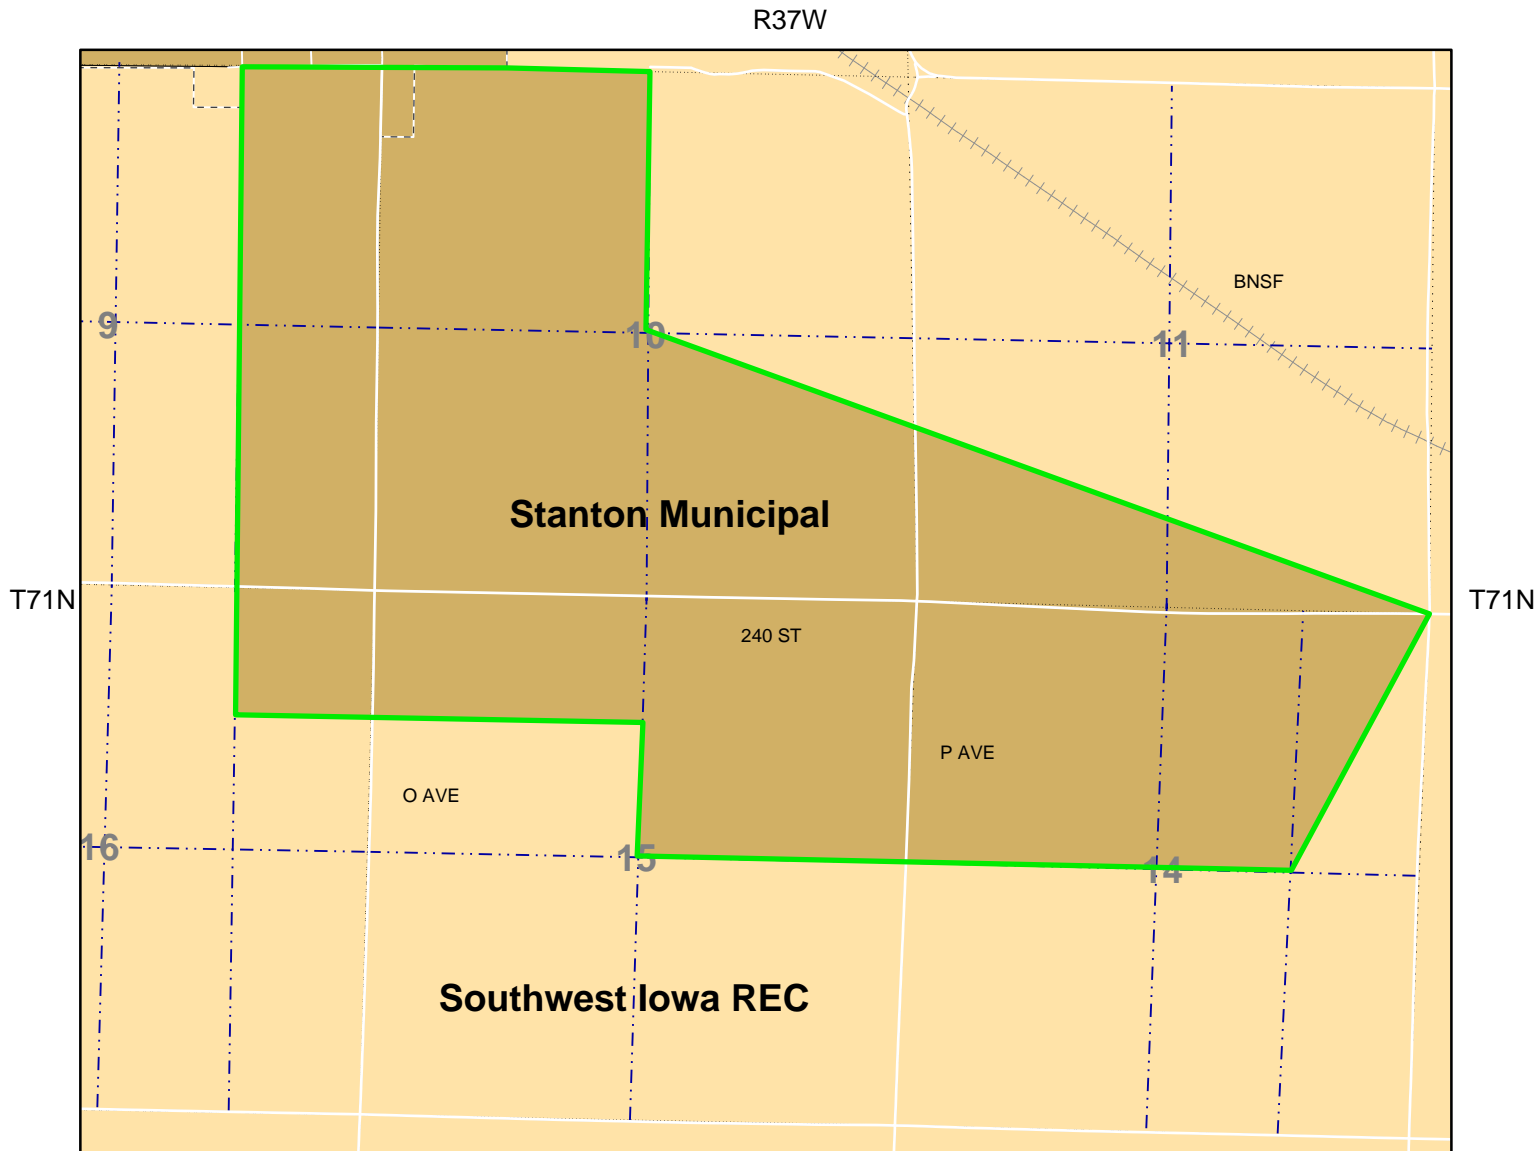 R37W
BNSF
9
10
11
Stanton Municipal
T71N
T71N
240 ST
P AVE
O AVE
16
15
14
Southwest Iowa REC